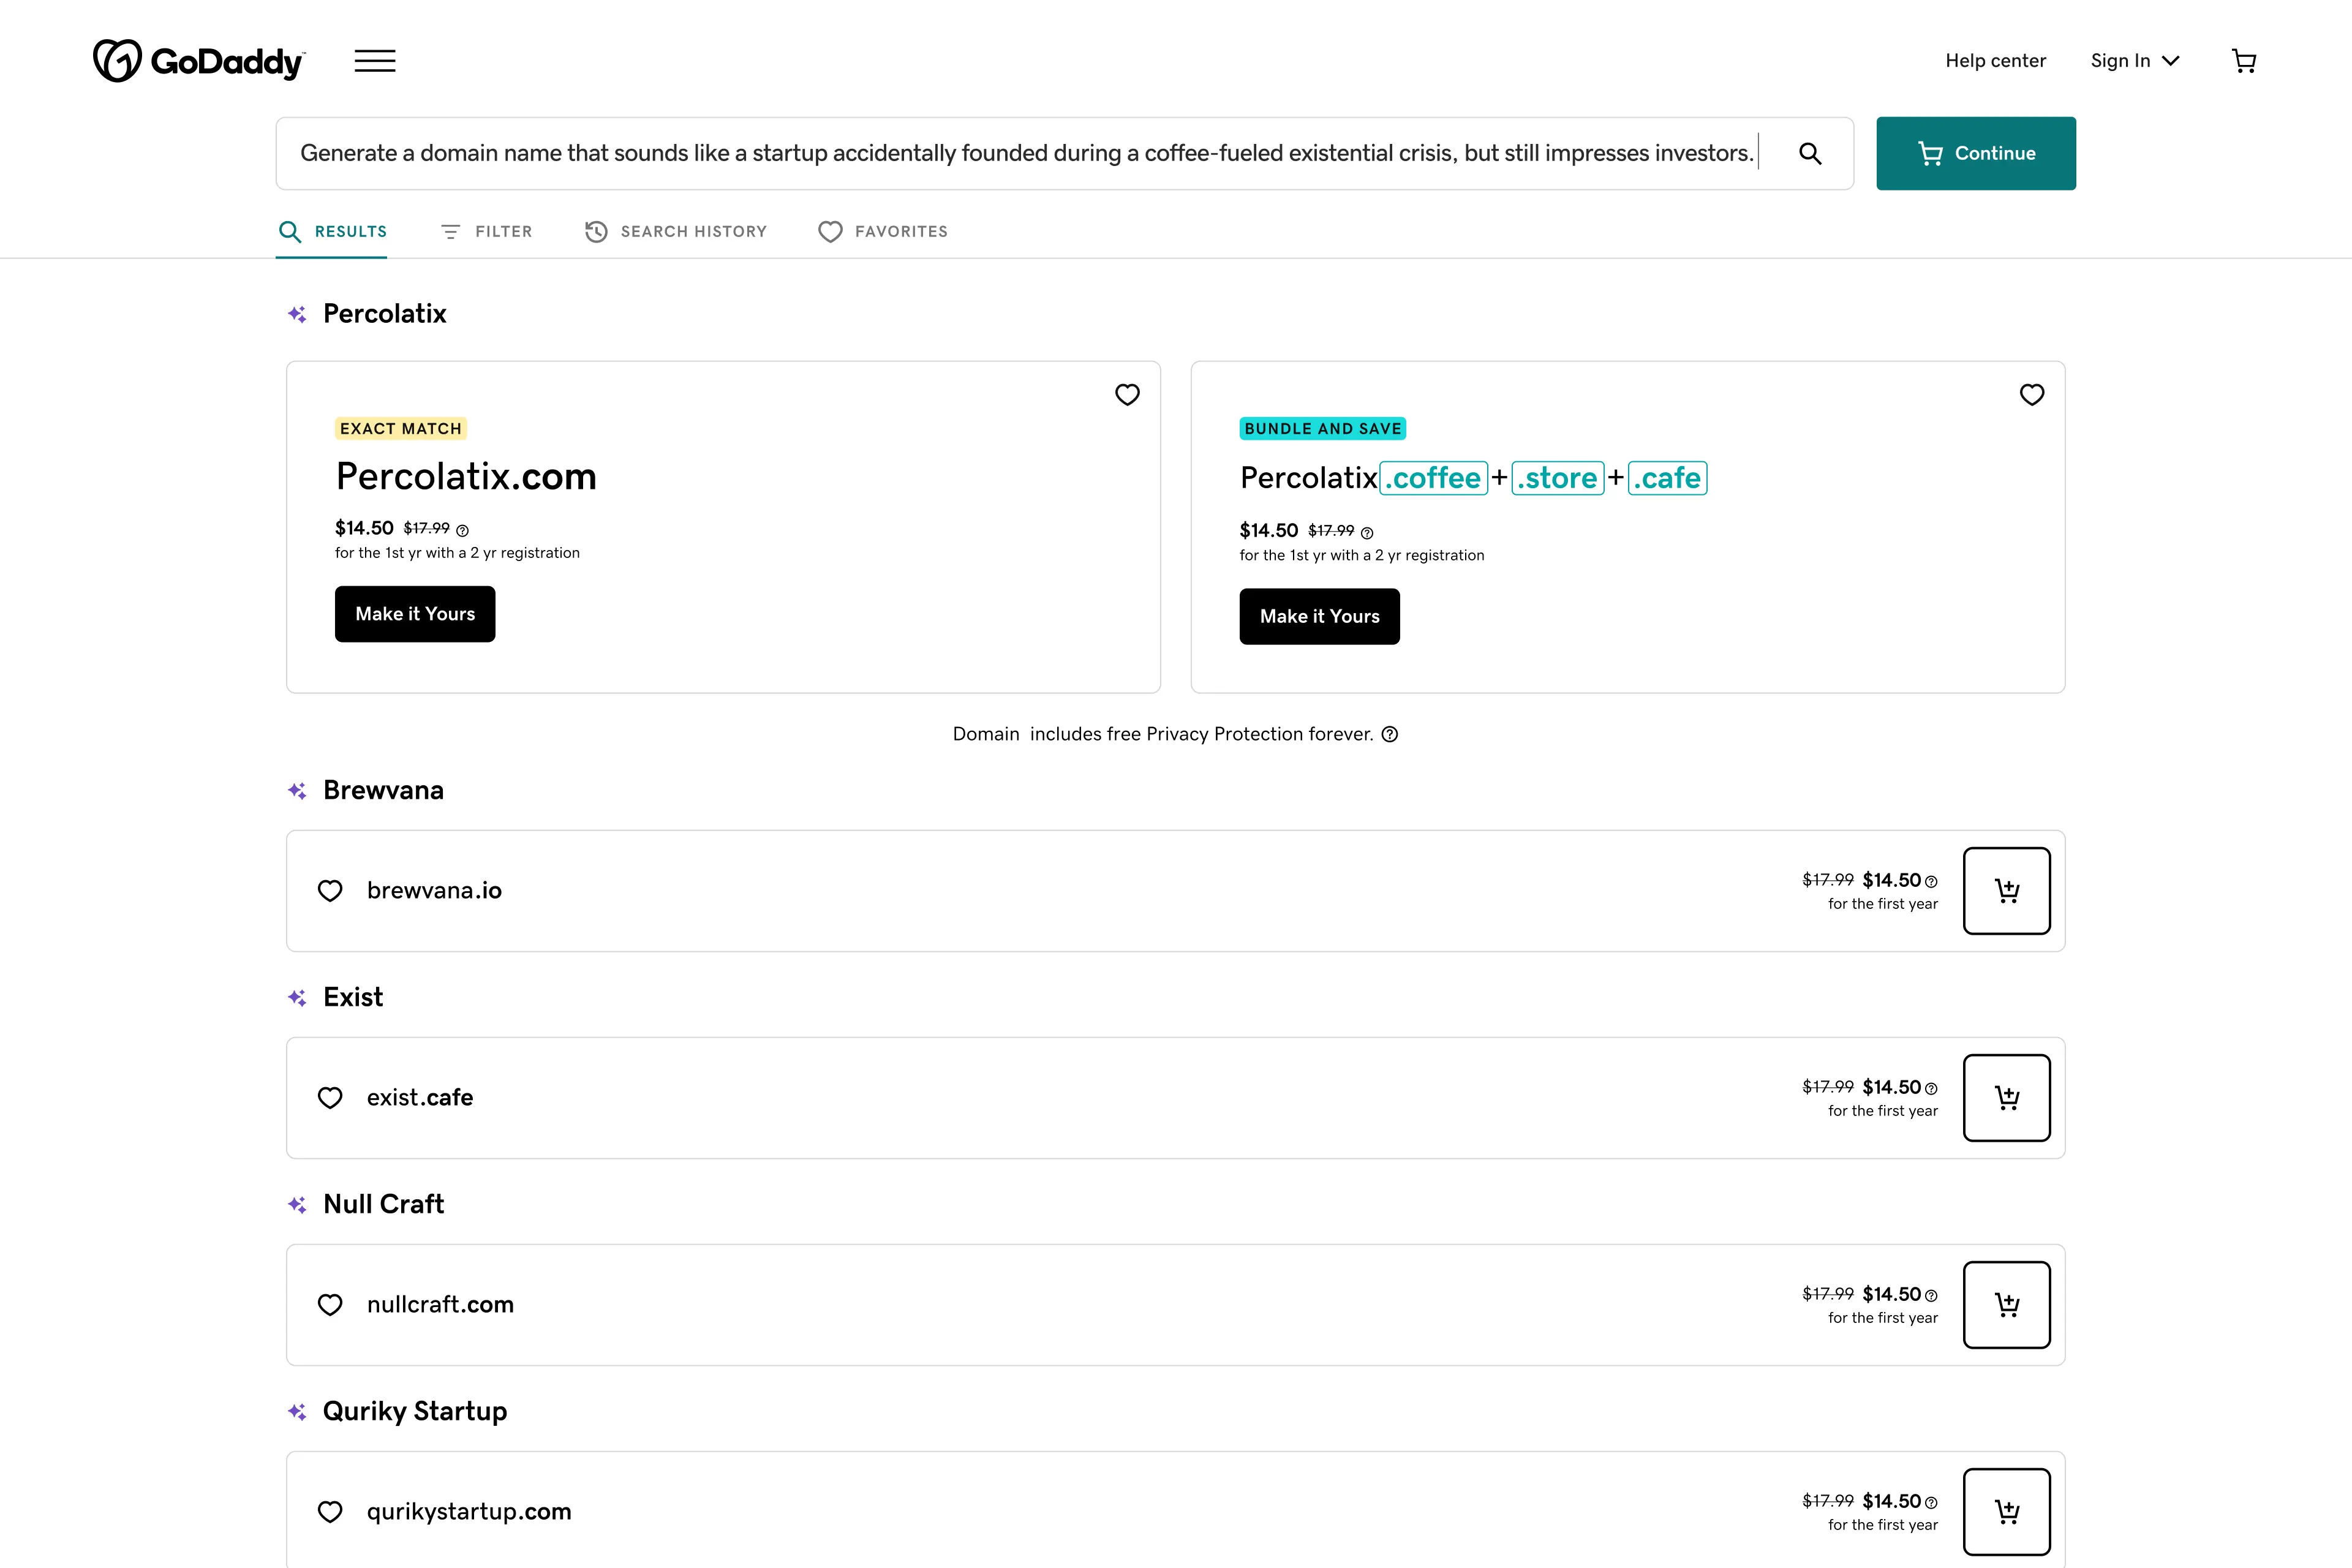 GoDaddy™
Help center
Sign In
Generate a domain name that sounds like a startup accidentally founded during a coffee-fueled existential crisis, but still impresses investors.
Continue
RESULTS
FILTER
SEARCH HISTORY
FAVORITES
Percolatix
EXACT MATCH
Percolatix.com
$14.50 $17.99
for the 1st yr with a 2 yr registration
Make it Yours
BUNDLE AND SAVE
Percolatix.coffee+.store+.cafe
$14.50 $17.99
for the 1st yr with a 2 yr registration
Make it Yours
Domain includes free Privacy Protection forever.
Brewvana
brewvana.io
$17.99 $14.50
for the first year
Exist
exist.cafe
$17.99 $14.50
for the first year
Null Craft
nullcraft.com
$17.99 $14.50
for the first year
Quriky Startup
qurikystartup.com
$17.99 $14.50
for the first year